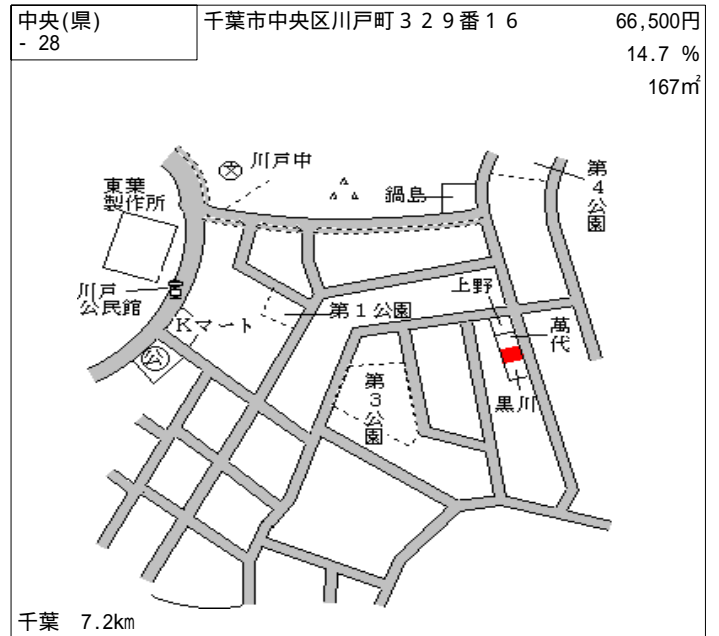 中央(県)
- 28
千葉市中央区川戸町３２９番１６
66,500円
14.7 %
167㎡
川戸中
文
東葉
製作所
鍋島
第4公園
川戸
公民館
上野
Kマート
第1公園
萬代
公
第3公園
黒川
千葉 7.2㎞